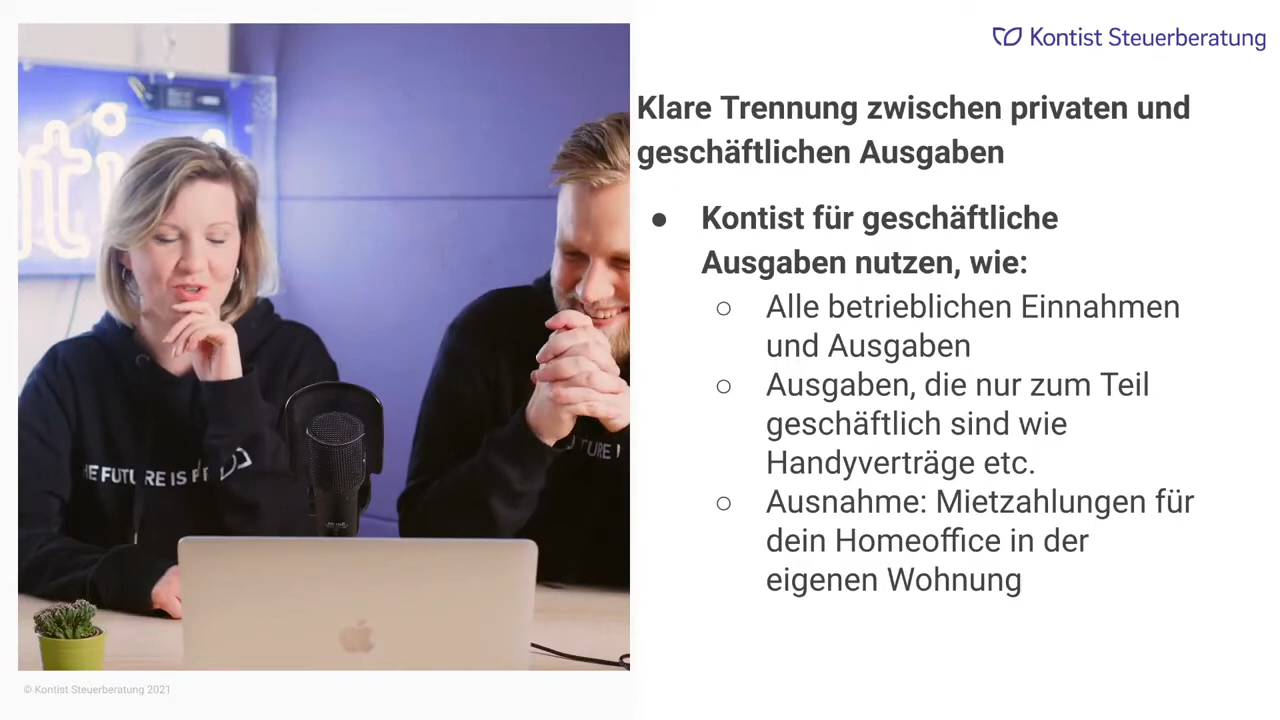 Kontist Steuerberatung
Klare Trennung zwischen privaten und
geschäftlichen Ausgaben
● Kontist für geschäftliche
Ausgaben nutzen, wie:
○ Alle betrieblichen Einnahmen
und Ausgaben
○ Ausgaben, die nur zum Teil
geschäftlich sind wie
Handyverträge etc.
○ Ausnahme: Mietzahlungen für
dein Homeoffice in der
eigenen Wohnung
© Kontist Steuerberatung 2021